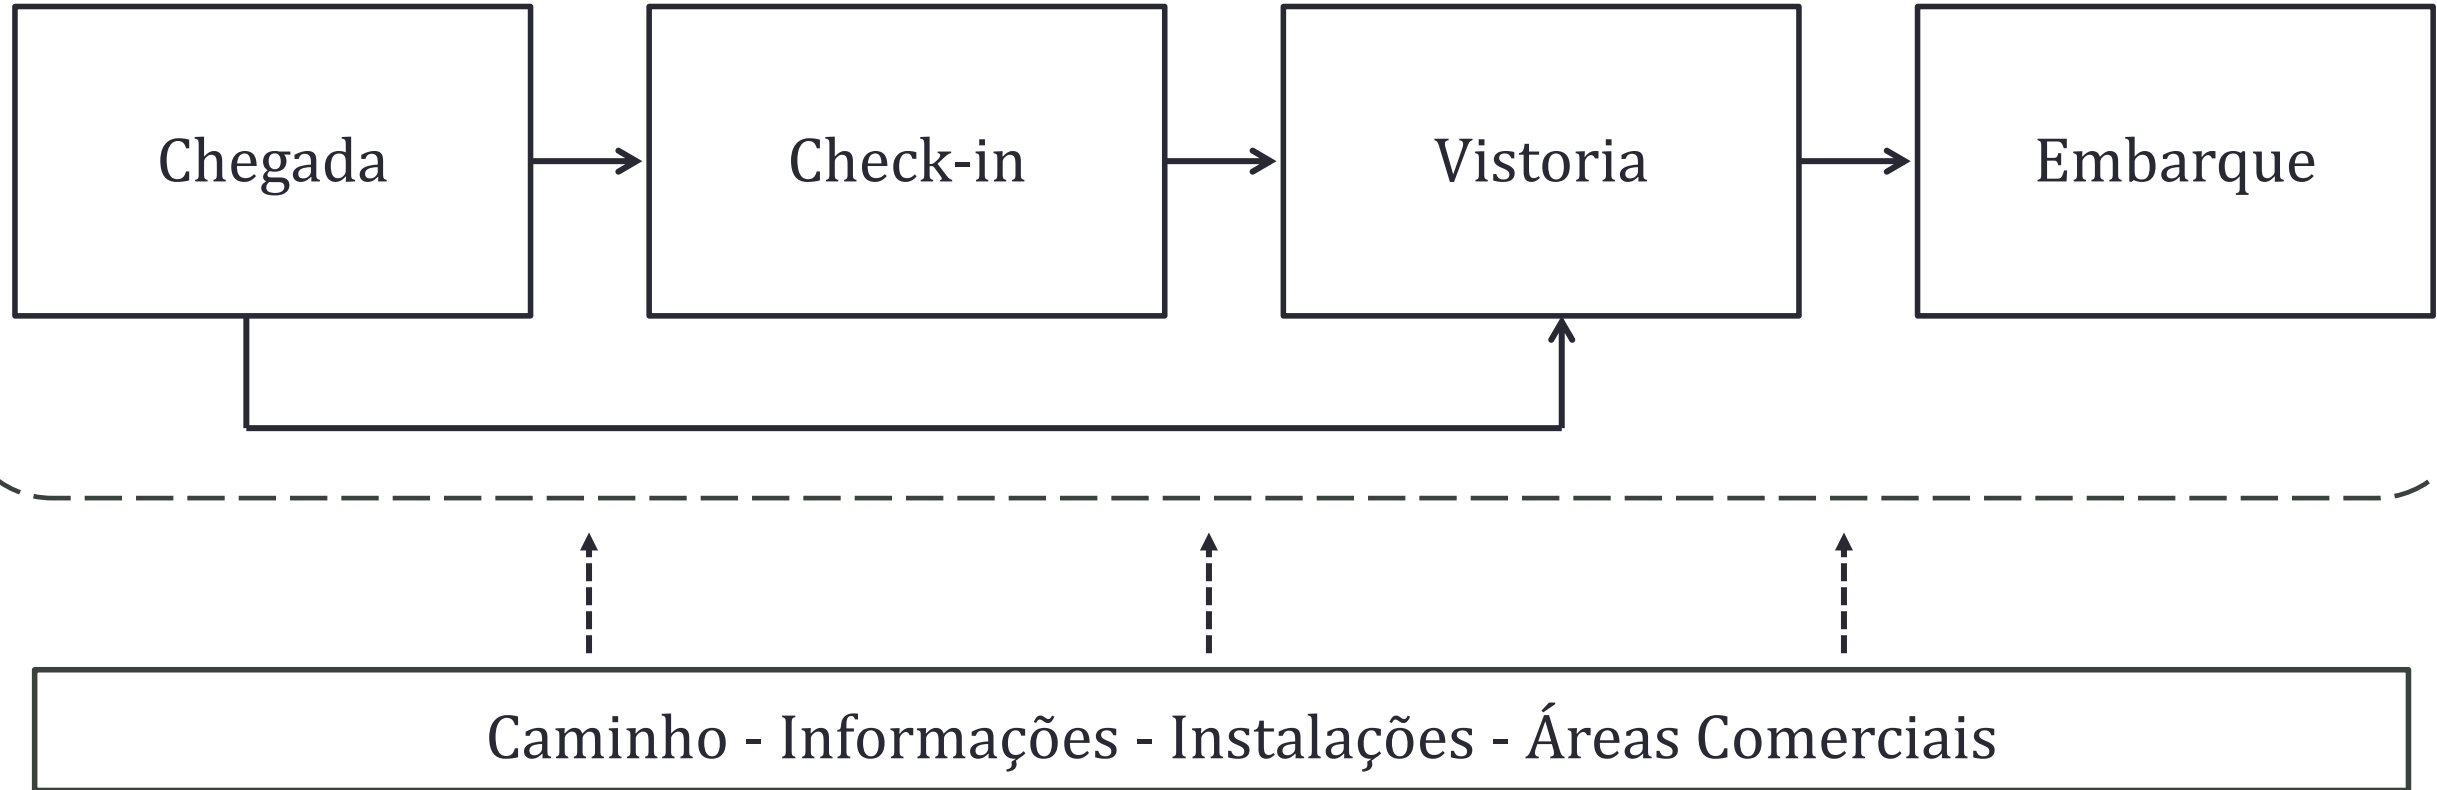 Chegada
Check-in
Vistoria
Embarque
Caminho - Informações - Instalações - Áreas Comerciais